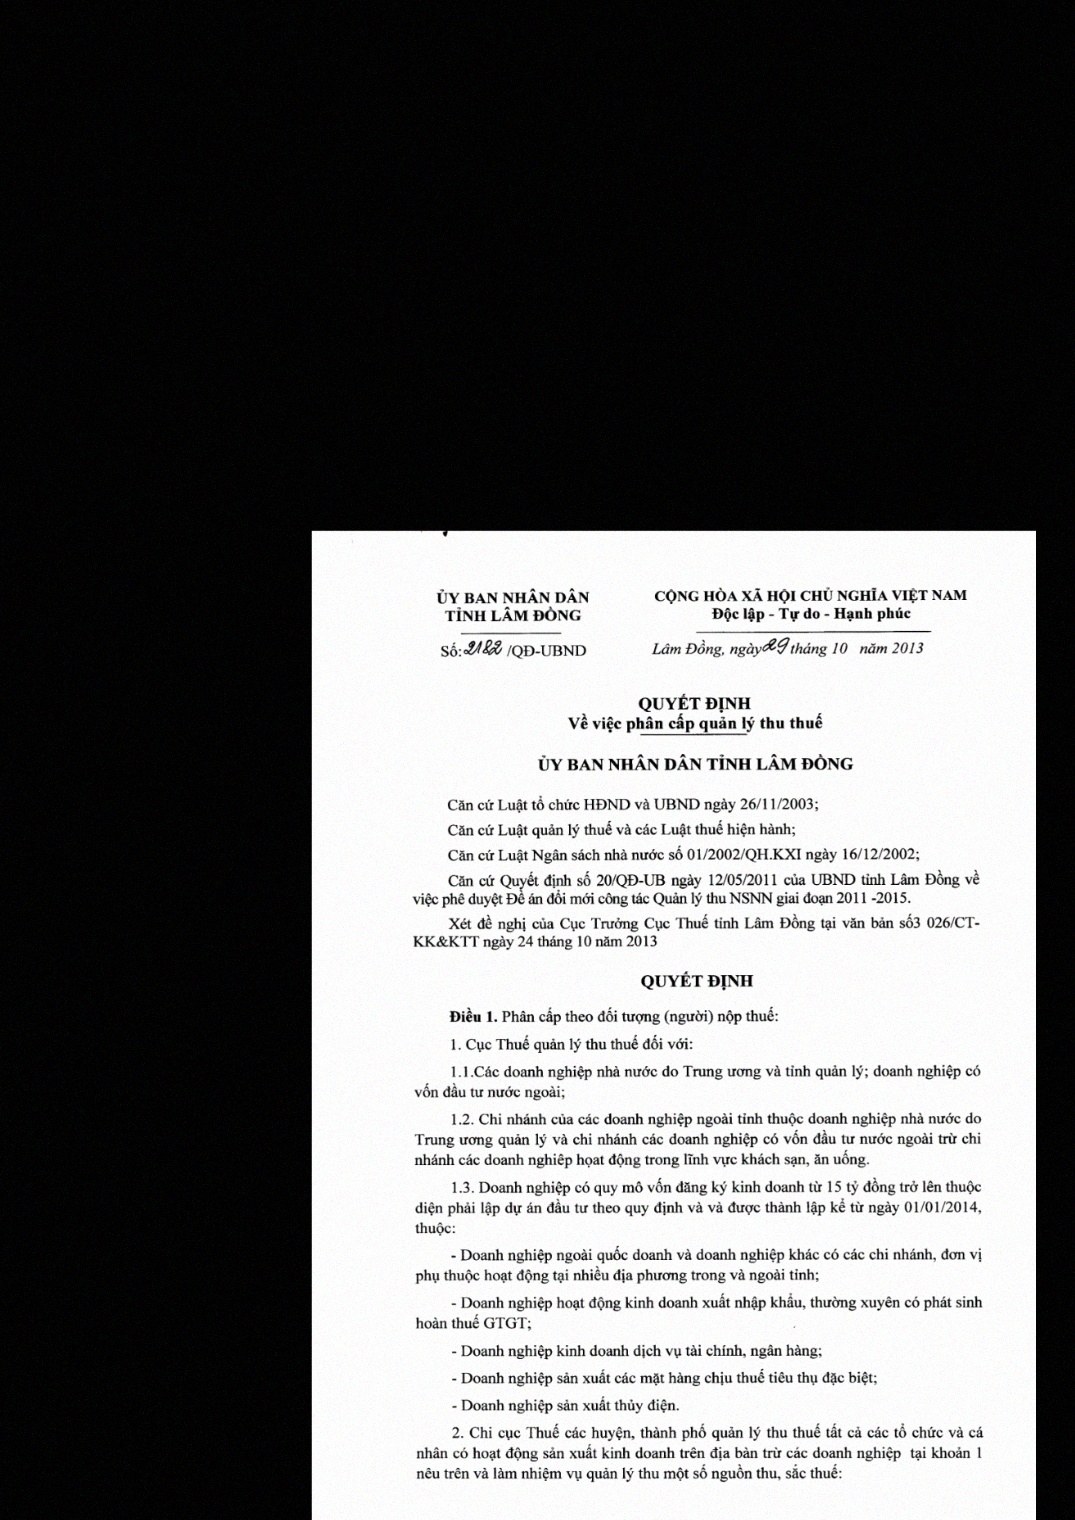 ỦY BAN NHÂN DÂN
TỈNH LÂM ĐỒNG
Số: 2182 /QĐ-UBND
CỘNG HÒA XÃ HỘI CHỦ NGHĨA VIỆT NAM
Độc lập - Tự do - Hạnh phúc
Lâm Đồng, ngày 29 tháng 10 năm 2013
QUYẾT ĐỊNH
Về việc phân cấp quản lý thu thuế
ỦY BAN NHÂN DÂN TỈNH LÂM ĐỒNG
Căn cứ Luật tổ chức HĐND và UBND ngày 26/11/2003;
Căn cứ Luật quản lý thuế và các Luật thuế hiện hành;
Căn cứ Luật Ngân sách nhà nước số 01/2002/QH.KXI ngày 16/12/2002;
Căn cứ Quyết định số 20/QĐ-UB ngày 12/05/2011 của UBND tỉnh Lâm Đồng về
việc phê duyệt Đề án đổi mới công tác Quản lý thu NSNN giai đoạn 2011 -2015.
Xét đề nghị của Cục Trưởng Cục Thuế tỉnh Lâm Đồng tại văn bản số3 026/CT-
KK&KTT ngày 24 tháng 10 năm 2013
QUYẾT ĐỊNH
Điều 1. Phân cấp theo đối tượng (người) nộp thuế:
1. Cục Thuế quản lý thu thuế đối với:
1.1.Các doanh nghiệp nhà nước do Trung ương và tỉnh quản lý; doanh nghiệp có
vốn đầu tư nước ngoài;
1.2. Chi nhánh của các doanh nghiệp ngoài tỉnh thuộc doanh nghiệp nhà nước do
Trung ương quản lý và chi nhánh các doanh nghiệp có vốn đầu tư nước ngoài trừ chi
nhánh các doanh nghiêp họạt động trong lĩnh vực khách sạn, ăn uống.
1.3. Doanh nghiệp có quy mô vốn đăng ký kinh doanh từ 15 tỷ đồng trở lên thuộc
diện phải lập dự án đầu tư theo quy định và và được thành lập kể từ ngày 01/01/2014,
thuộc:
- Doanh nghiệp ngoài quốc doanh và doanh nghiệp khác có các chi nhánh, đơn vị
phụ thuộc hoạt động tại nhiều địa phương trong và ngoài tỉnh;
- Doanh nghiệp hoạt động kinh doanh xuất nhập khẩu, thường xuyên có phát sinh
hoàn thuế GTGT;
- Doanh nghiệp kinh doanh dịch vụ tài chính, ngân hàng;
- Doanh nghiệp sản xuất các mặt hàng chịu thuế tiêu thụ đặc biệt;
- Doanh nghiệp sản xuất thủy điện.
2. Chi cục Thuế các huyện, thành phố quản lý thu thuế tất cả các tổ chức và cá
nhân có hoạt động sản xuất kinh doanh trên địa bàn trừ các doanh nghiệp tại khoản 1
nêu trên và làm nhiệm vụ quản lý thu một số nguồn thu, sắc thuế: